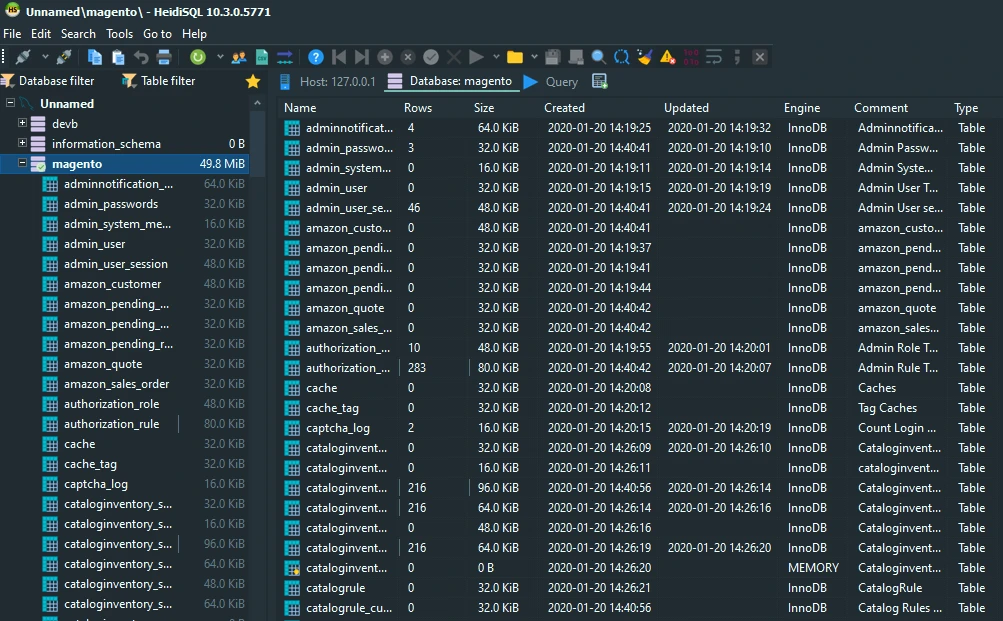 Unnamed\magento\ - HeidiSQL 10.3.0.5771
File Edit Search Tools Go to Help
Database filter Table filter Host: 127.0.0.1 Database: magento Query
Unnamed
devb
information_schema 0 B
magento 49.8 MiB
adminnotification_... 64.0 KiB
admin_passwords 32.0 KiB
admin_system_me... 16.0 KiB
admin_user 32.0 KiB
admin_user_session 48.0 KiB
amazon_customer 48.0 KiB
amazon_pending_... 32.0 KiB
amazon_pending_... 32.0 KiB
amazon_pending_r... 32.0 KiB
amazon_quote 32.0 KiB
amazon_sales_order 32.0 KiB
authorization_role 48.0 KiB
authorization_rule 80.0 KiB
cache 32.0 KiB
cache_tag 32.0 KiB
captcha_log 16.0 KiB
cataloginventory_s... 32.0 KiB
cataloginventory_s... 16.0 KiB
cataloginventory_s... 96.0 KiB
cataloginventory_s... 64.0 KiB
cataloginventory_s... 48.0 KiB
cataloginventory_s... 64.0 KiB
Name Rows Size Created Updated Engine Comment Type
adminnotificat... 4 64.0 KiB 2020-01-20 14:19:25 2020-01-20 14:19:32 InnoDB Adminnotifica... Table
admin_passwo... 3 32.0 KiB 2020-01-20 14:40:41 2020-01-20 14:19:10 InnoDB Admin Passw... Table
admin_system... 0 16.0 KiB 2020-01-20 14:19:11 2020-01-20 14:19:14 InnoDB Admin Syste... Table
admin_user 0 32.0 KiB 2020-01-20 14:19:15 2020-01-20 14:19:19 InnoDB Admin User T... Table
admin_user_se... 46 48.0 KiB 2020-01-20 14:40:41 2020-01-20 14:19:24 InnoDB Admin User se... Table
amazon_custo... 0 48.0 KiB 2020-01-20 14:40:41 InnoDB amazon_custo... Table
amazon_pendi... 0 32.0 KiB 2020-01-20 14:19:37 InnoDB amazon_pend... Table
amazon_pendi... 0 32.0 KiB 2020-01-20 14:19:41 InnoDB amazon_pend... Table
amazon_pendi... 0 32.0 KiB 2020-01-20 14:19:44 InnoDB amazon_pend... Table
amazon_quote 0 32.0 KiB 2020-01-20 14:40:42 InnoDB amazon_quote Table
amazon_sales_... 0 32.0 KiB 2020-01-20 14:40:42 InnoDB amazon_sales... Table
authorization_... 10 48.0 KiB 2020-01-20 14:19:55 2020-01-20 14:20:01 InnoDB Admin Role T... Table
authorization_... 283 80.0 KiB 2020-01-20 14:40:42 2020-01-20 14:20:07 InnoDB Admin Rule T... Table
cache 0 32.0 KiB 2020-01-20 14:20:08 InnoDB Caches Table
cache_tag 0 32.0 KiB 2020-01-20 14:20:12 InnoDB Tag Caches Table
captcha_log 2 16.0 KiB 2020-01-20 14:20:15 2020-01-20 14:20:19 InnoDB Count Login ... Table
cataloginvent... 0 32.0 KiB 2020-01-20 14:26:09 2020-01-20 14:26:10 InnoDB Cataloginvent... Table
cataloginvent... 0 16.0 KiB 2020-01-20 14:26:11 InnoDB cataloginvent... Table
cataloginvent... 216 96.0 KiB 2020-01-20 14:40:56 2020-01-20 14:26:14 InnoDB Cataloginvent... Table
cataloginvent... 216 64.0 KiB 2020-01-20 14:26:14 2020-01-20 14:26:16 InnoDB Cataloginvent... Table
cataloginvent... 0 48.0 KiB 2020-01-20 14:26:16 InnoDB Cataloginvent... Table
cataloginvent... 216 64.0 KiB 2020-01-20 14:26:19 2020-01-20 14:26:20 InnoDB Cataloginvent... Table
cataloginvent... 0 0 B 2020-01-20 14:26:20 MEMORY Cataloginvent... Table
catalogrule 0 32.0 KiB 2020-01-20 14:26:21 InnoDB CatalogRule Table
catalogrule_cu... 0 32.0 KiB 2020-01-20 14:40:56 InnoDB Catalog Rules ... Table